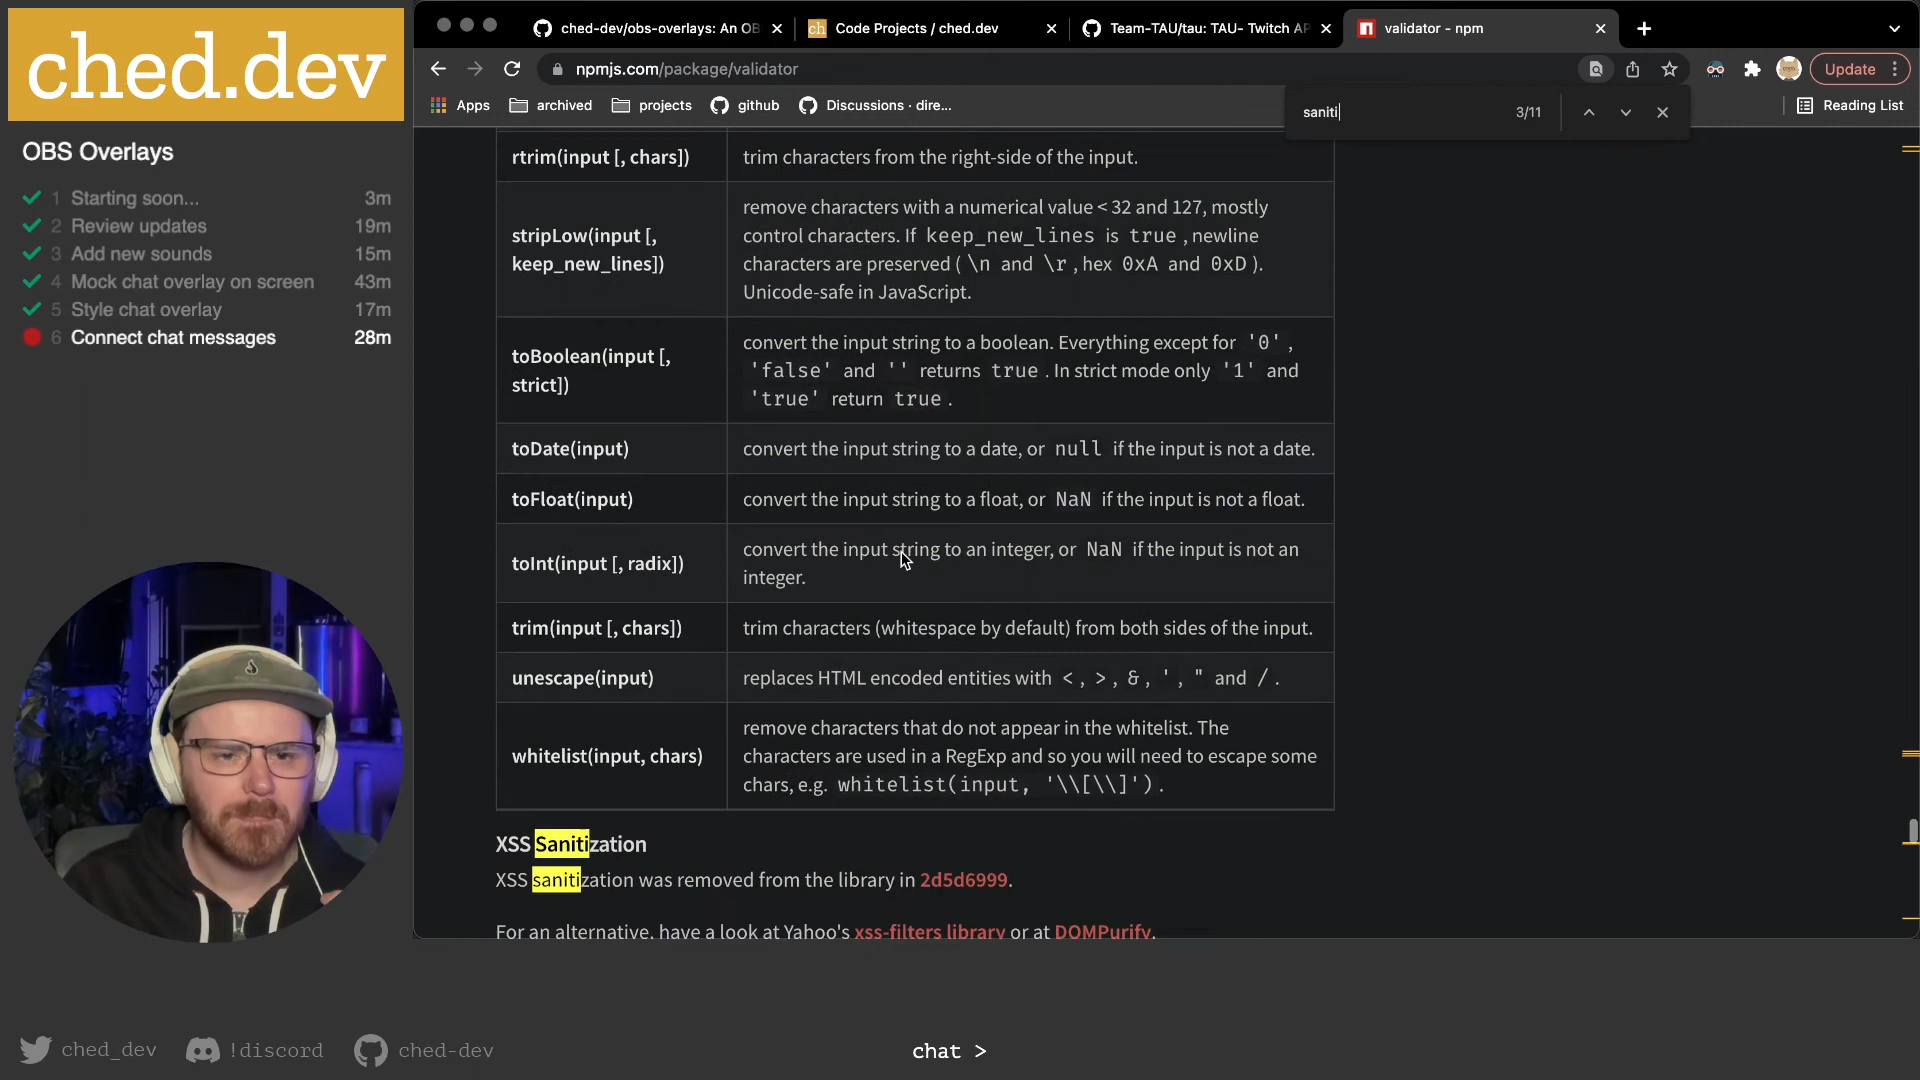 ched.dev
OBS Overlays
1 Starting soon... 3m
2 Review updates 19m
3 Add new sounds 15m
4 Mock chat overlay on screen 43m
5 Style chat overlay 17m
6 Connect chat messages 28m
ched-dev/obs-overlays: An OB
ch Code Projects / ched.dev
Team-TAU/tau: TAU- Twitch AP
n validator - npm
npmjs.com/package/validator
Update
Apps archived projects github Discussions · dire...
Reading List
saniti 3/11
rtrim(input [, chars]) trim characters from the right-side of the input.
stripLow(input [, keep_new_lines])
remove characters with a numerical value < 32 and 127, mostly
control characters. If keep_new_lines is true , newline
characters are preserved ( \n and \r , hex 0xA and 0xD ).
Unicode-safe in JavaScript.
toBoolean(input [, strict])
convert the input string to a boolean. Everything except for '0' ,
'false' and '' returns true . In strict mode only '1' and
'true' return true .
toDate(input) convert the input string to a date, or null if the input is not a date.
toFloat(input) convert the input string to a float, or NaN if the input is not a float.
toInt(input [, radix])
convert the input string to an integer, or NaN if the input is not an
integer.
trim(input [, chars]) trim characters (whitespace by default) from both sides of the input.
unescape(input) replaces HTML encoded entities with < , > , & , ' , " and / .
whitelist(input, chars)
remove characters that do not appear in the whitelist. The
characters are used in a RegExp and so you will need to escape some
chars, e.g. whitelist(input, '\\[\\]') .
XSS Sanitization
XSS sanitization was removed from the library in 2d5d6999.
For an alternative, have a look at Yahoo's xss-filters library or at DOMPurify.
ched_dev !discord ched-dev
chat >